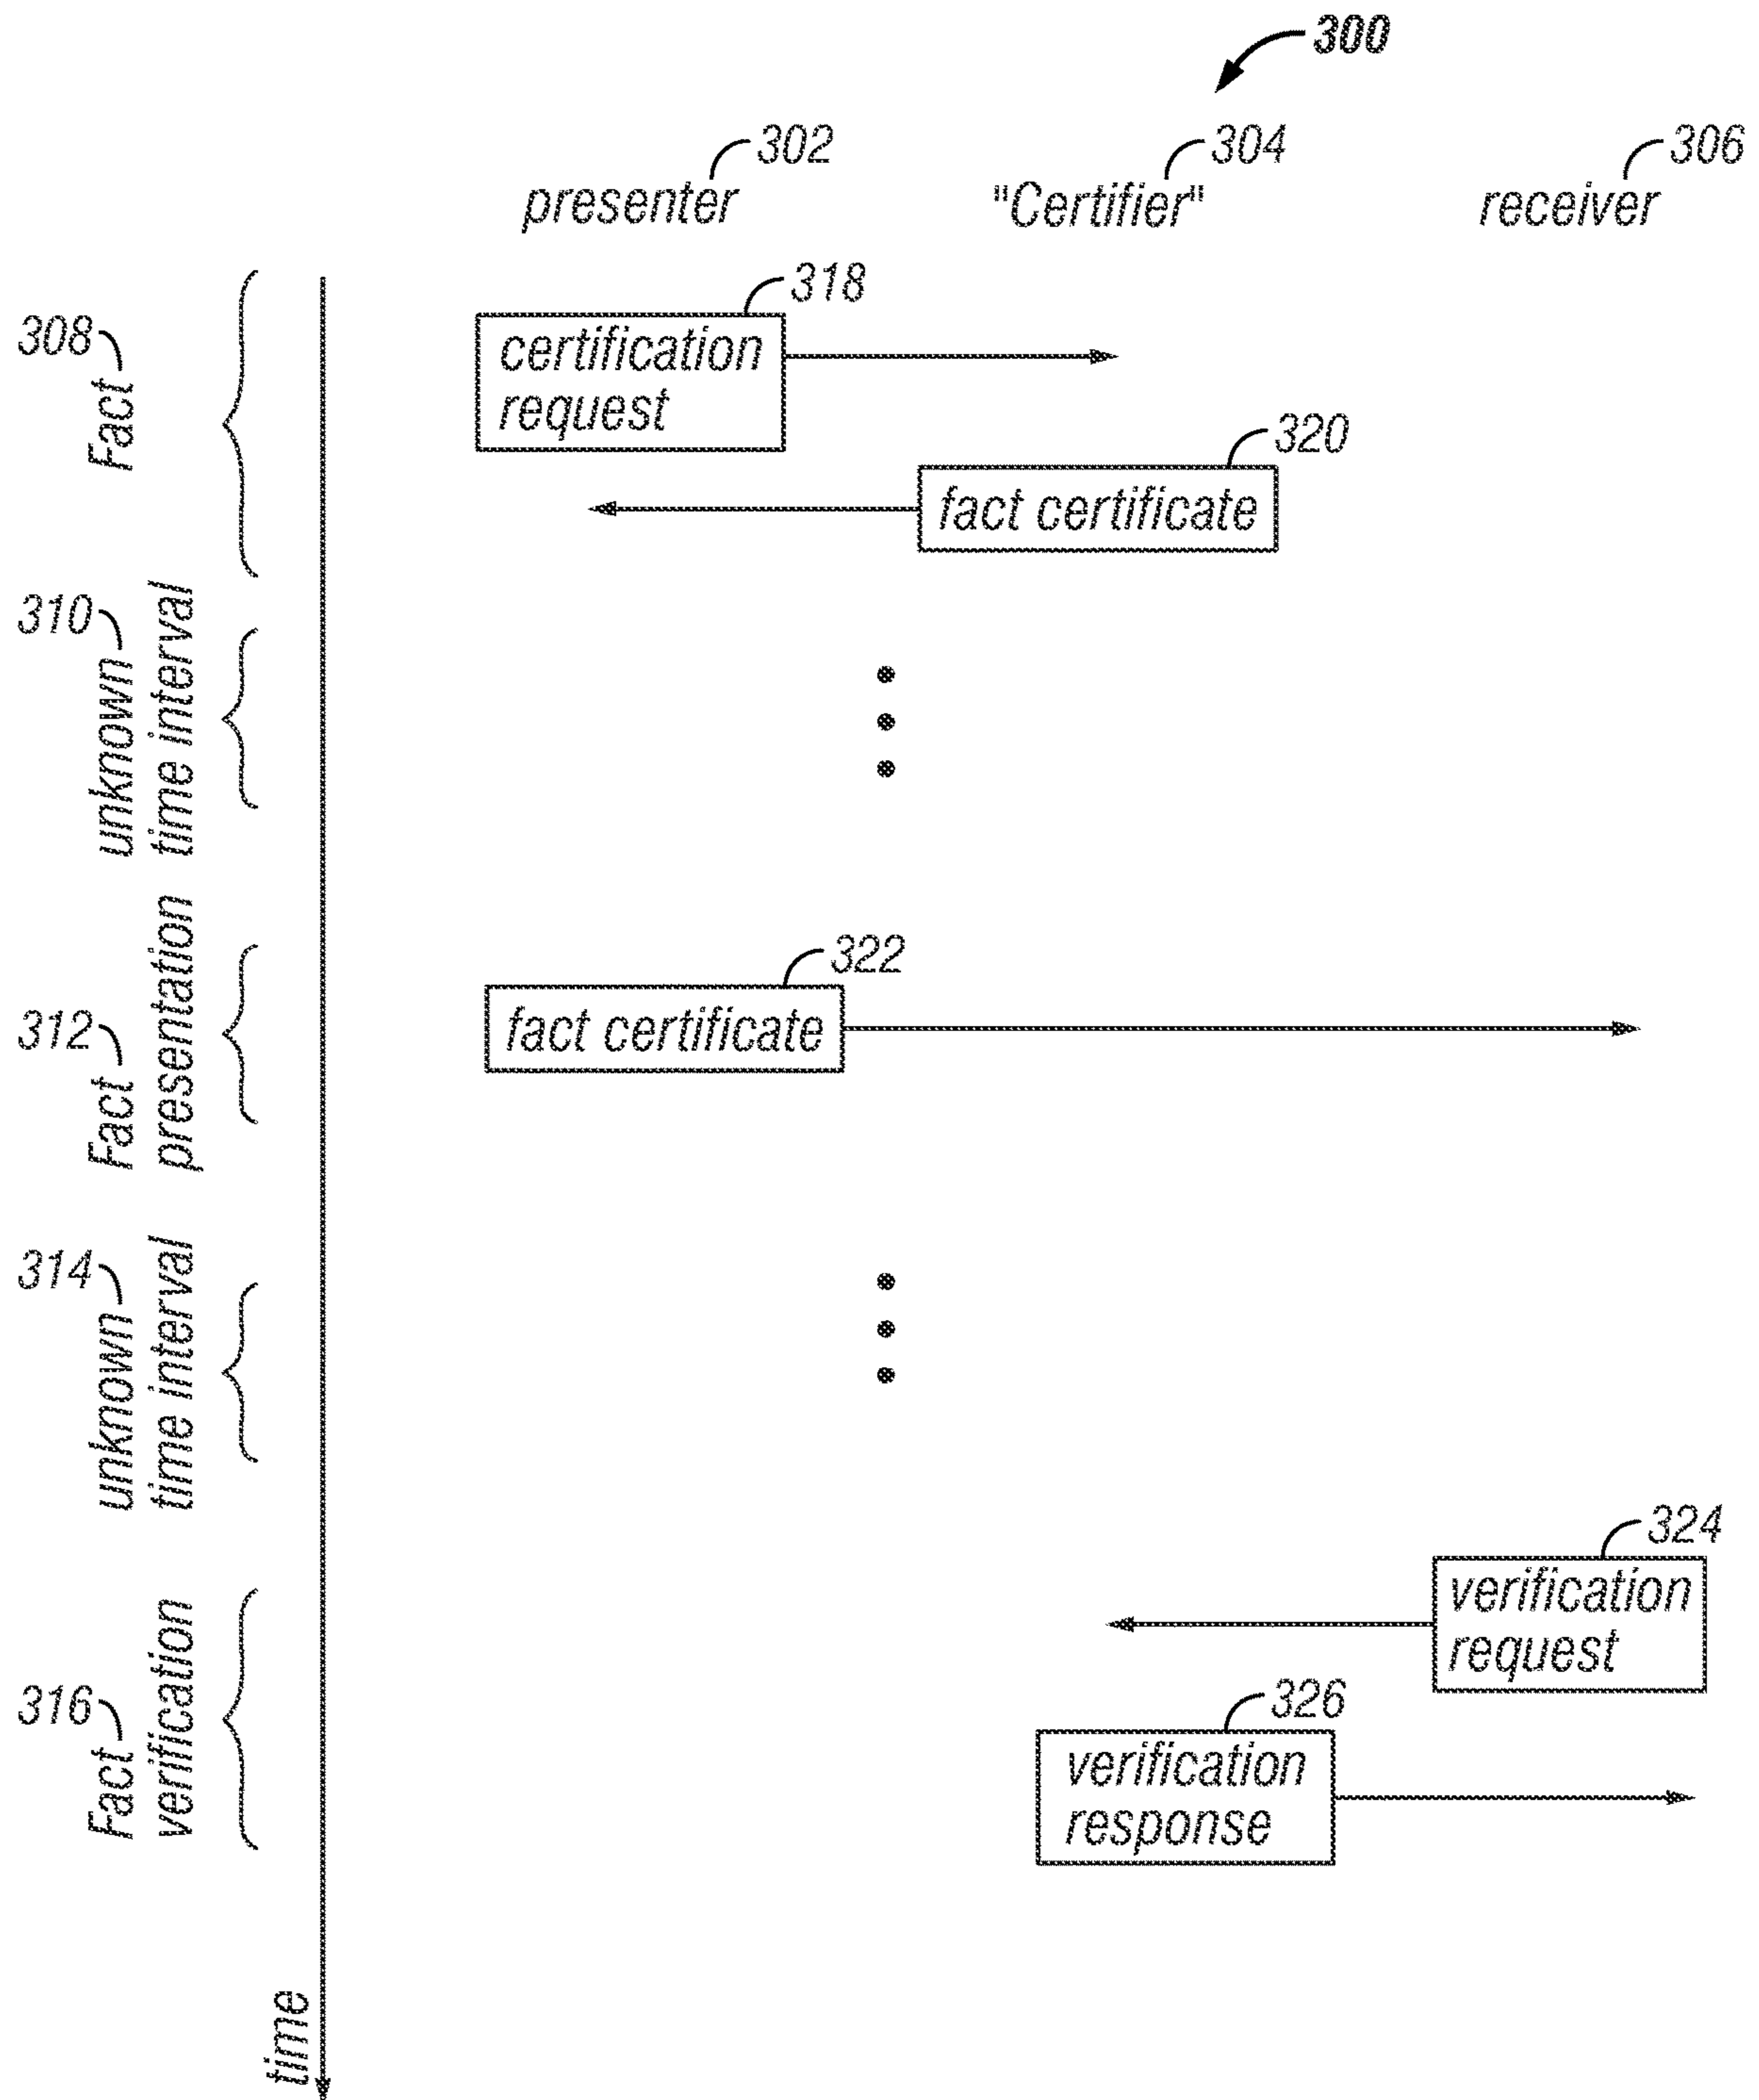 300
302
304
306
presenter
"Certifier"
receiver
308
Fact
318
certification
request
320
fact certificate
310
unknown
time interval
312
Fact
presentation
322
fact certificate
314
unknown
time interval
316
Fact
verification
324
verification
request
326
verification
response
time